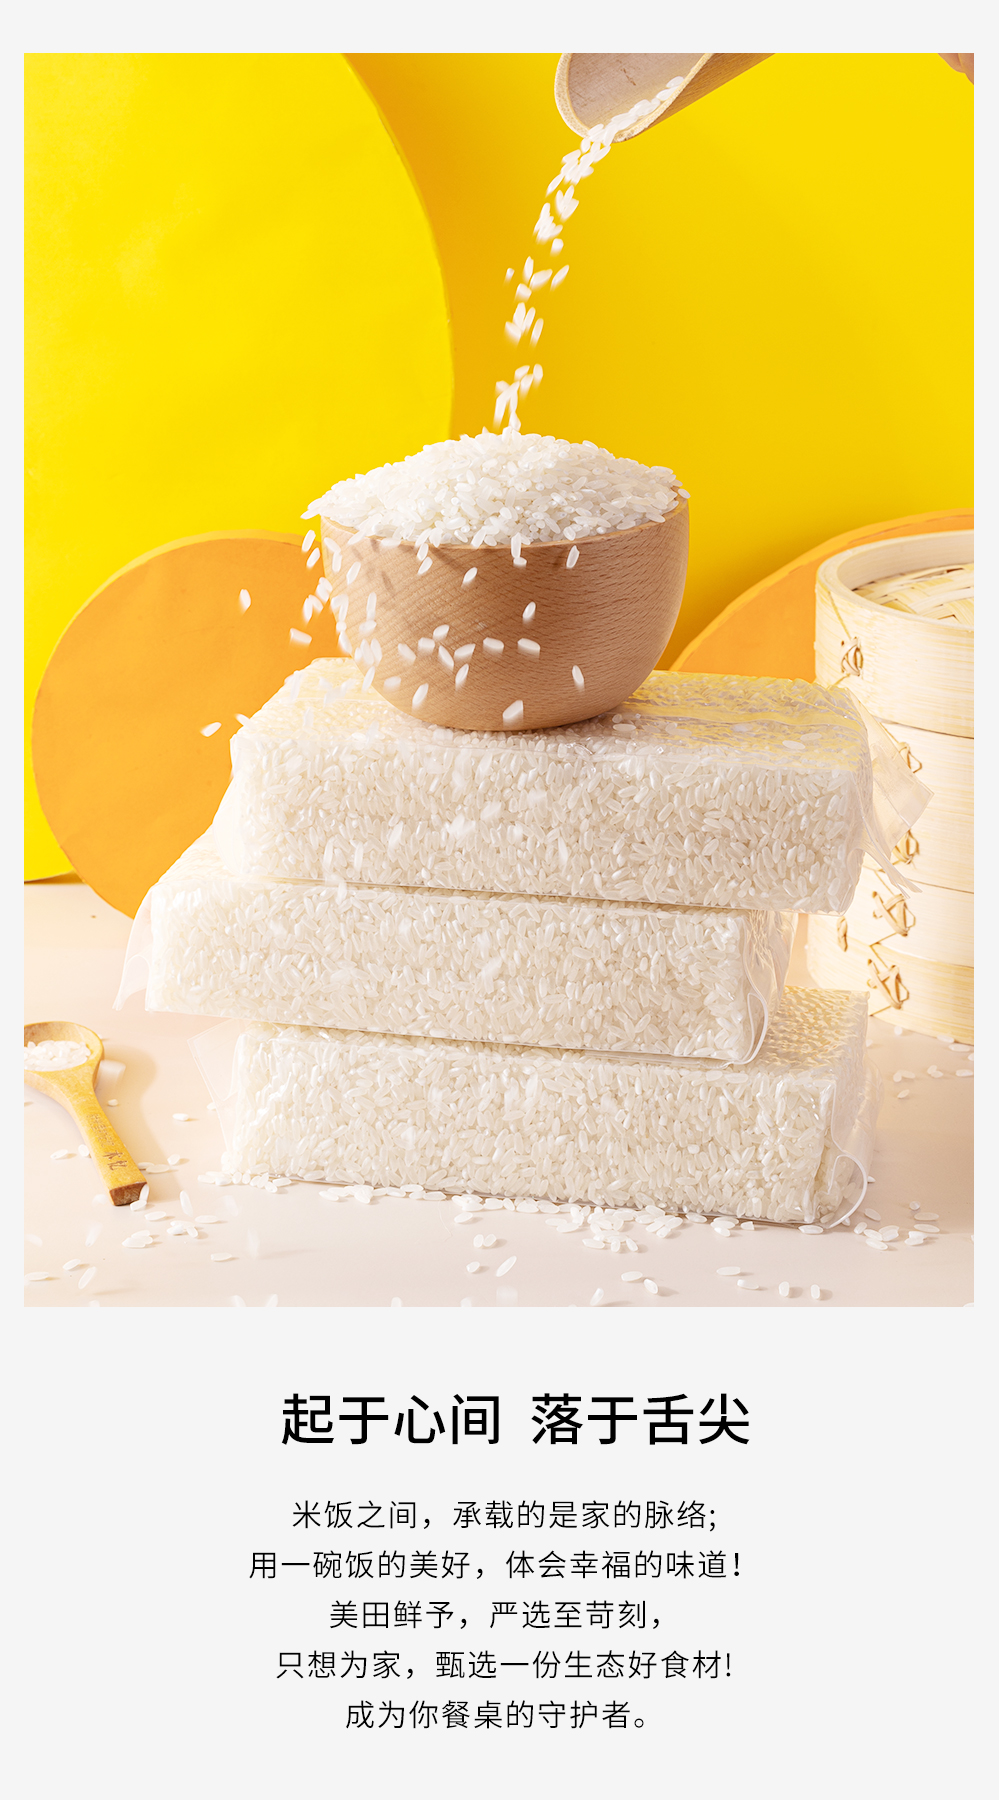 起于心间 落于舌尖
米饭之间，承载的是家的脉络;
用一碗饭的美好，体会幸福的味道！
美田鲜予，严选至苛刻，
只想为家，甄选一份生态好食材!
成为你餐桌的守护者。